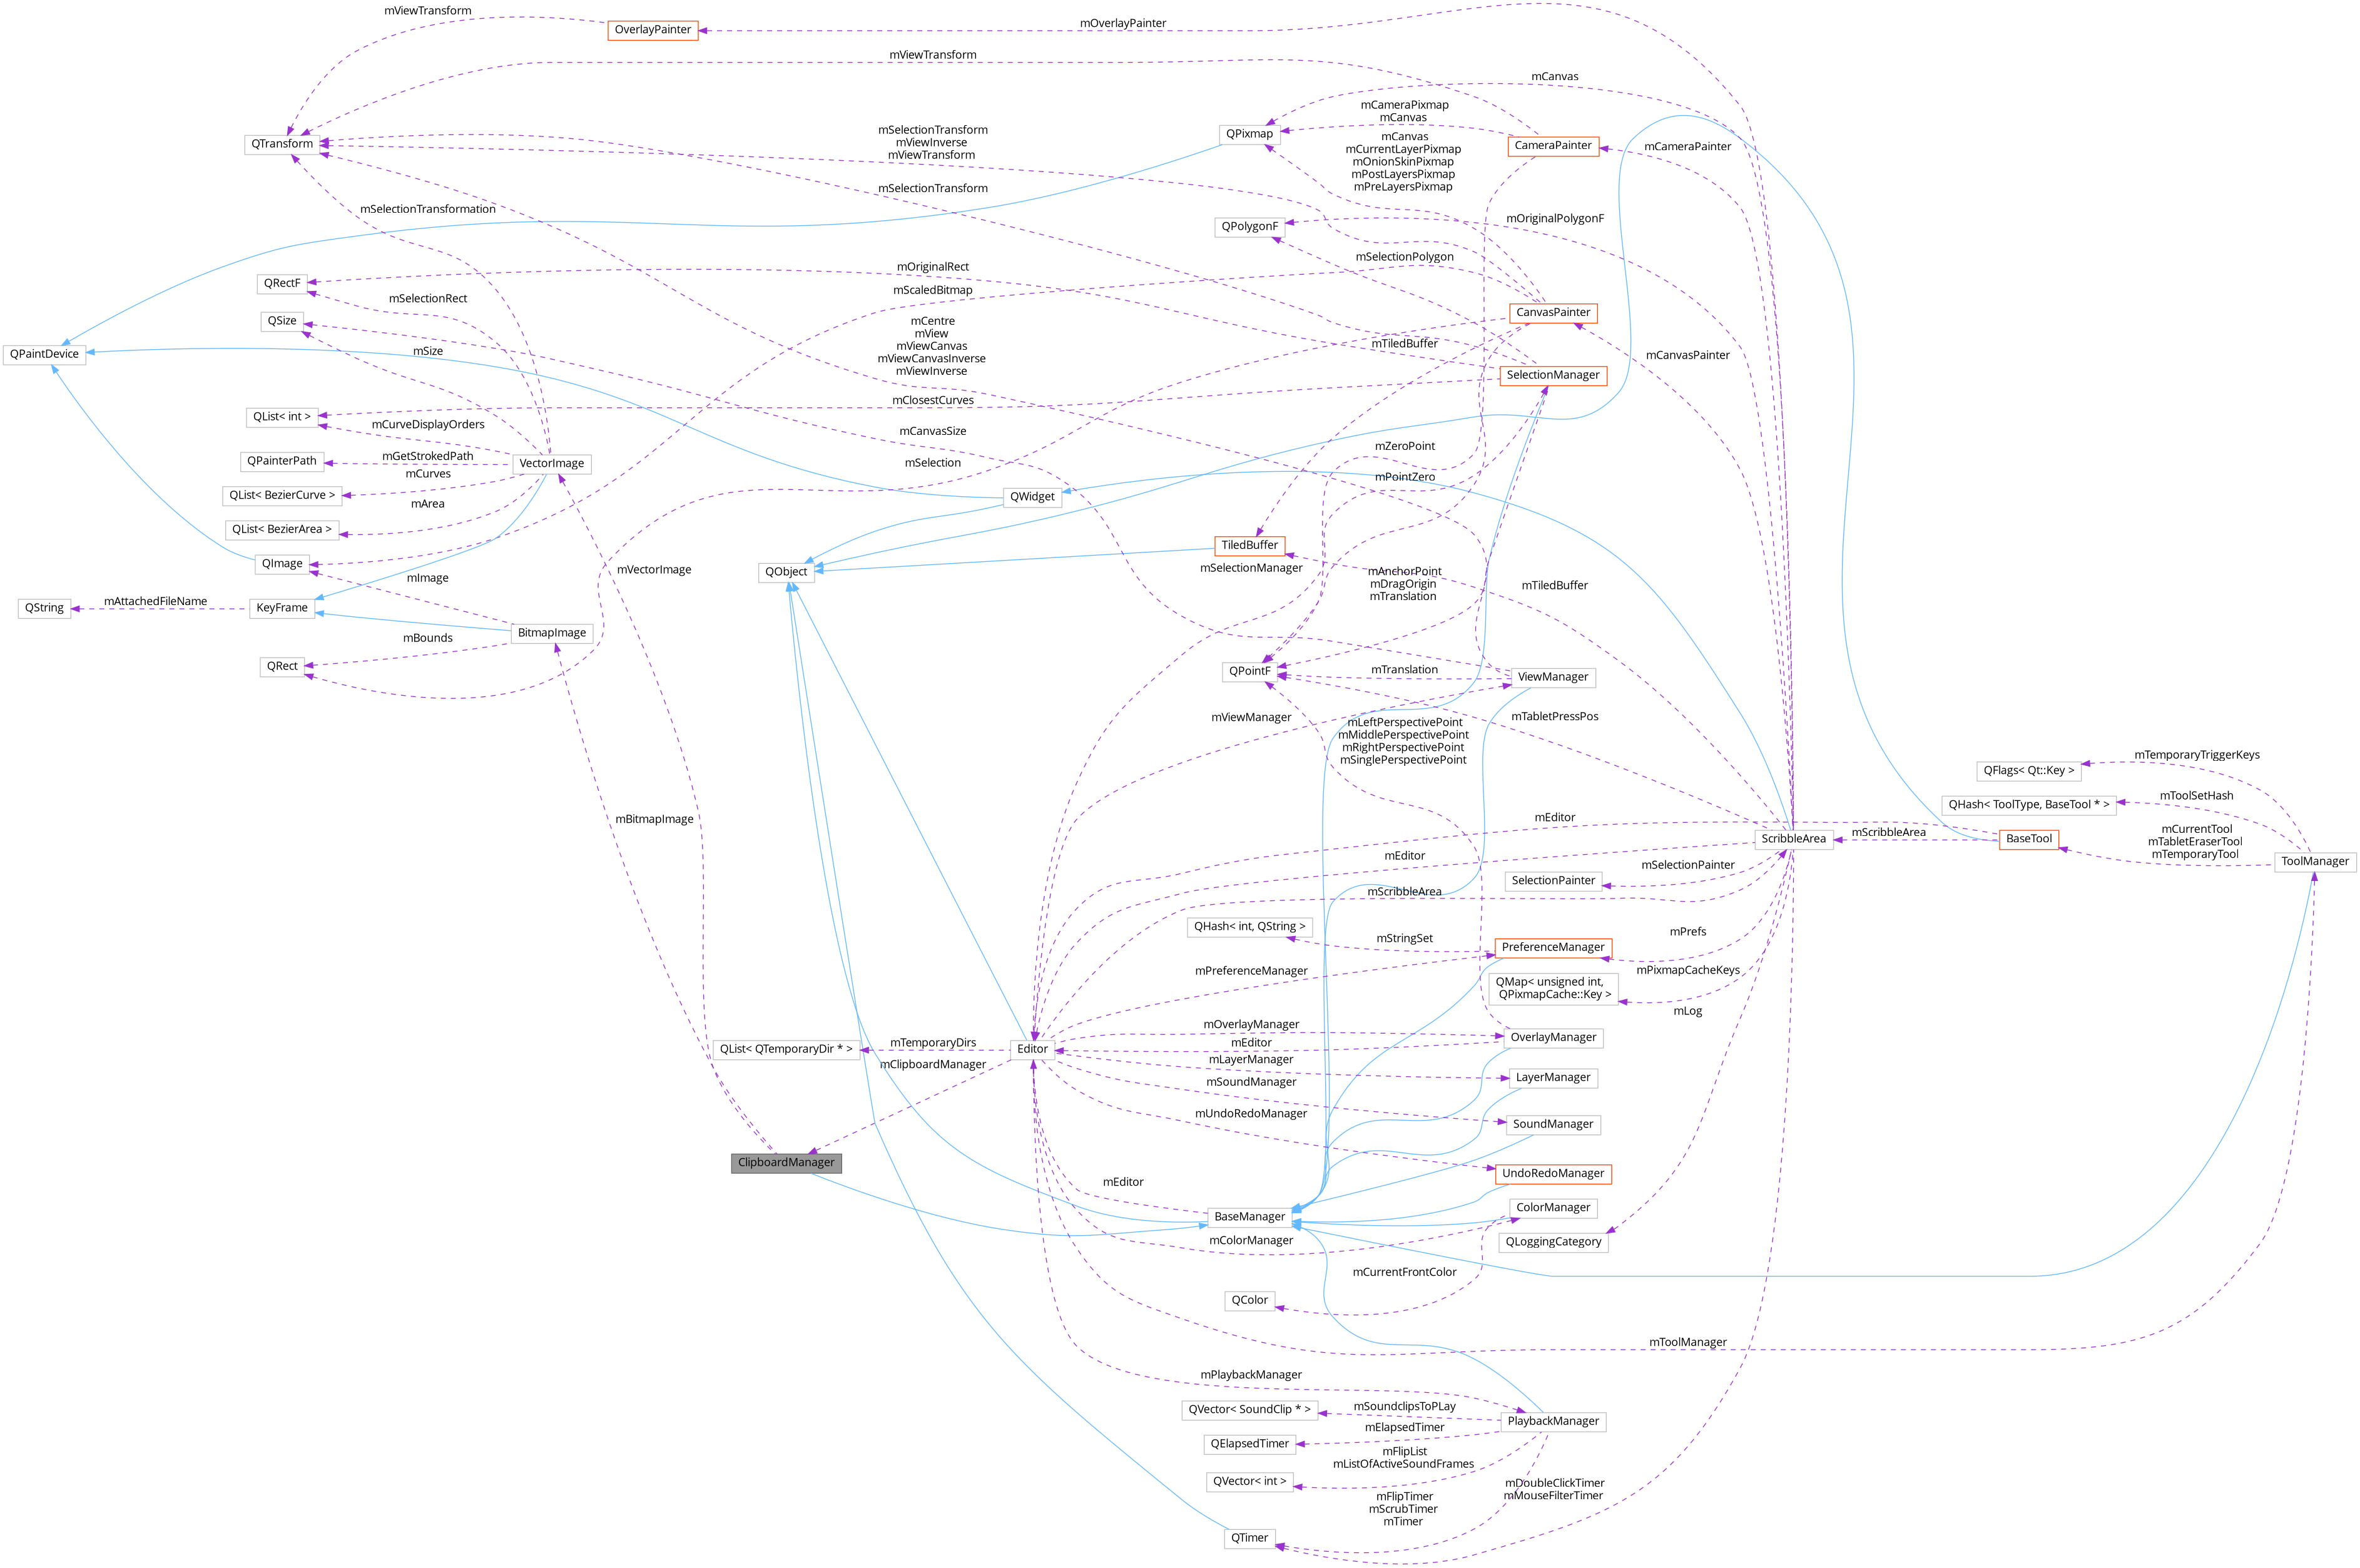 mViewTransform
OverlayPainter
mOverlayPainter
mViewTransform
mCanvas
mCameraPixmap
mCanvas
QPixmap
QTransform
mSelectionTransform
mViewInverse
mViewTransform
mCanvas
mCurrentLayerPixmap
mOnionSkinPixmap
mPostLayersPixmap
mPreLayersPixmap
CameraPainter
mCameraPainter
mSelectionTransform
mSelectionTransformation
QPolygonF
mOriginalPolygonF
mSelectionPolygon
QRectF
mOriginalRect
mSelectionRect
mScaledBitmap
CanvasPainter
QSize
mCentre
mView
mViewCanvas
mViewCanvasInverse
mViewInverse
QPaintDevice
mSize
mTiledBuffer
mCanvasPainter
SelectionManager
QList< int >
mClosestCurves
mCurveDisplayOrders
mCanvasSize
QPainterPath
mGetStrokedPath
VectorImage
mSelection
mZeroPoint
mCurves
mPointZero
QList< BezierCurve >
QWidget
mArea
QList< BezierArea >
TiledBuffer
QImage
QObject
mVectorImage
mSelectionManager
mImage
mAnchorPoint
mDragOrigin
mTranslation
mTiledBuffer
QString
mAttachedFileName
KeyFrame
BitmapImage
mBounds
QRect
QPointF
mTranslation
ViewManager
mViewManager
mLeftPerspectivePoint
mMiddlePerspectivePoint
mRightPerspectivePoint
mSinglePerspectivePoint
mTabletPressPos
mTemporaryTriggerKeys
QFlags< Qt::Key >
QHash< ToolType, BaseTool * >
mToolSetHash
mBitmapImage
mEditor
mEditor
ScribbleArea
mScribbleArea
BaseTool
mCurrentTool
mTabletEraserTool
mTemporaryTool
ToolManager
mSelectionPainter
SelectionPainter
mScribbleArea
QHash< int, QString >
mStringSet
PreferenceManager
mPrefs
mPreferenceManager
QMap< unsigned int,
QPixmapCache::Key >
mPixmapCacheKeys
mLog
mOverlayManager
OverlayManager
QList< QTemporaryDir * >
mTemporaryDirs
Editor
mEditor
mClipboardManager
mLayerManager
LayerManager
mSoundManager
SoundManager
mUndoRedoManager
ClipboardManager
UndoRedoManager
mEditor
BaseManager
ColorManager
mColorManager
QLoggingCategory
mCurrentFrontColor
QColor
mToolManager
mPlaybackManager
QVector< SoundClip * >
mSoundclipsToPLay
PlaybackManager
mElapsedTimer
QElapsedTimer
mFlipList
mListOfActiveSoundFrames
QVector< int >
mFlipTimer
mScrubTimer
mTimer
mDoubleClickTimer
mMouseFilterTimer
QTimer